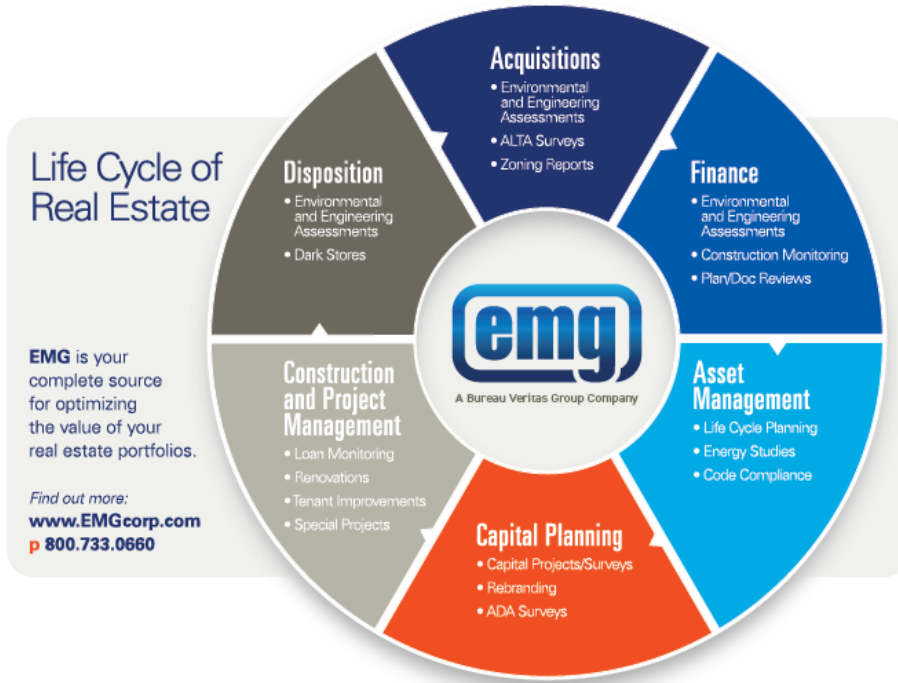 Life Cycle of
Real Estate
EMG is your
complete source
for optimizing
the value of your
real estate portfolios.
Find out more:
www.EMGcorp.com
p 800.733.0660
Acquisitions
• Environmental
and Engineering
Assessments
• ALTA Surveys
• Zoning Reports
Finance
• Environmental
and Engineering
Assessments
• Construction Monitoring
• Plan/Doc Reviews
Asset
Management
• Life Cycle Planning
• Energy Studies
• Code Compliance
Capital Planning
• Capital Projects/Surveys
• Rebranding
• ADA Surveys
Construction
and Project
Management
• Loan Monitoring
• Renovations
• Tenant Improvements
• Special Projects
Disposition
• Environmental
and Engineering
Assessments
• Dark Stores
emg
A Bureau Veritas Group Company